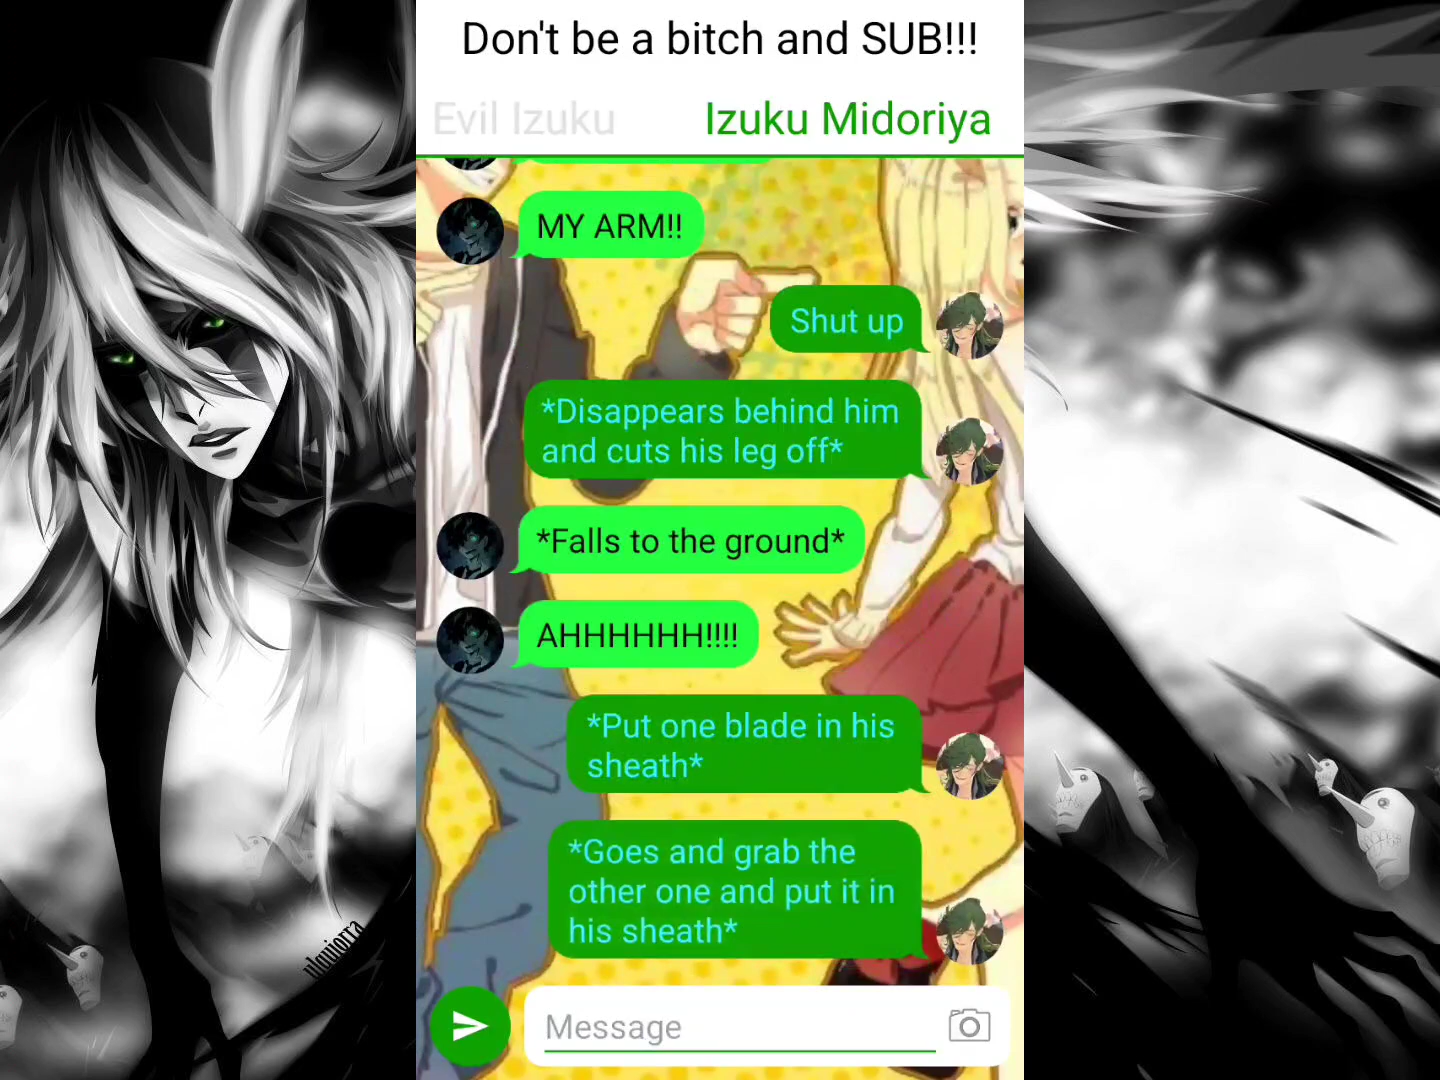 Don't be a bitch and SUB!!!
Evil Izuku
Izuku Midoriya
MY ARM!!
Shut up
*Disappears behind him
and cuts his leg off*
*Falls to the ground*
AHHHHHH!!!!
*Put one blade in his
sheath*
*Goes and grab the
other one and put it in
his sheath*
Message
ulquiorra